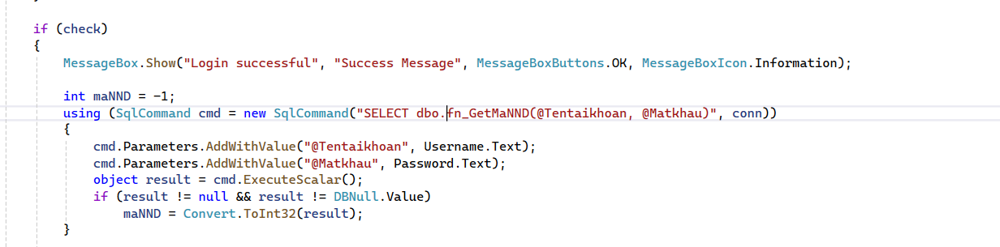 if (check)
{
MessageBox.Show("Login successful", "Success Message", MessageBoxButtons.OK, MessageBoxIcon.Information);
int maNND = -1;
using (SqlCommand cmd = new SqlCommand("SELECT dbo.fn_GetMaNND(@Tentaikhoan, @Matkhau)", conn))
{
cmd.Parameters.AddWithValue("@Tentaikhoan", Username.Text);
cmd.Parameters.AddWithValue("@Matkhau", Password.Text);
object result = cmd.ExecuteScalar();
if (result != null && result != DBNull.Value)
maNND = Convert.ToInt32(result);
}